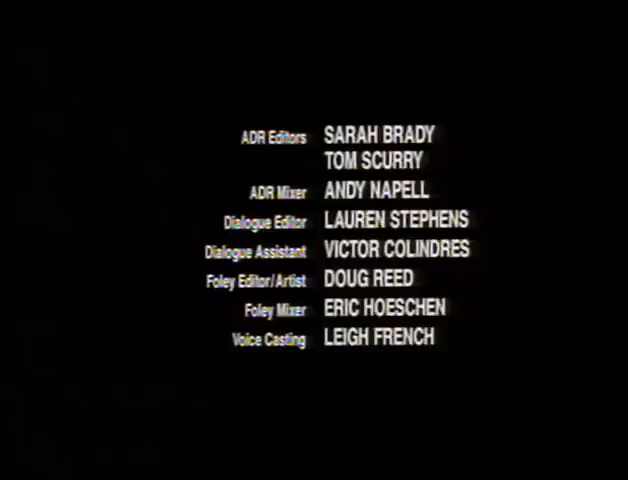 ADR Editors SARAH BRADY
TOM SCURRY
ADR Mixer ANDY NAPELL
Dialogue Editor LAUREN STEPHENS
Dialogue Assistant VICTOR COLINDRES
Foley Editor/Artist DOUG REED
Foley Mixer ERIC HOESCHEN
Voice Casting LEIGH FRENCH